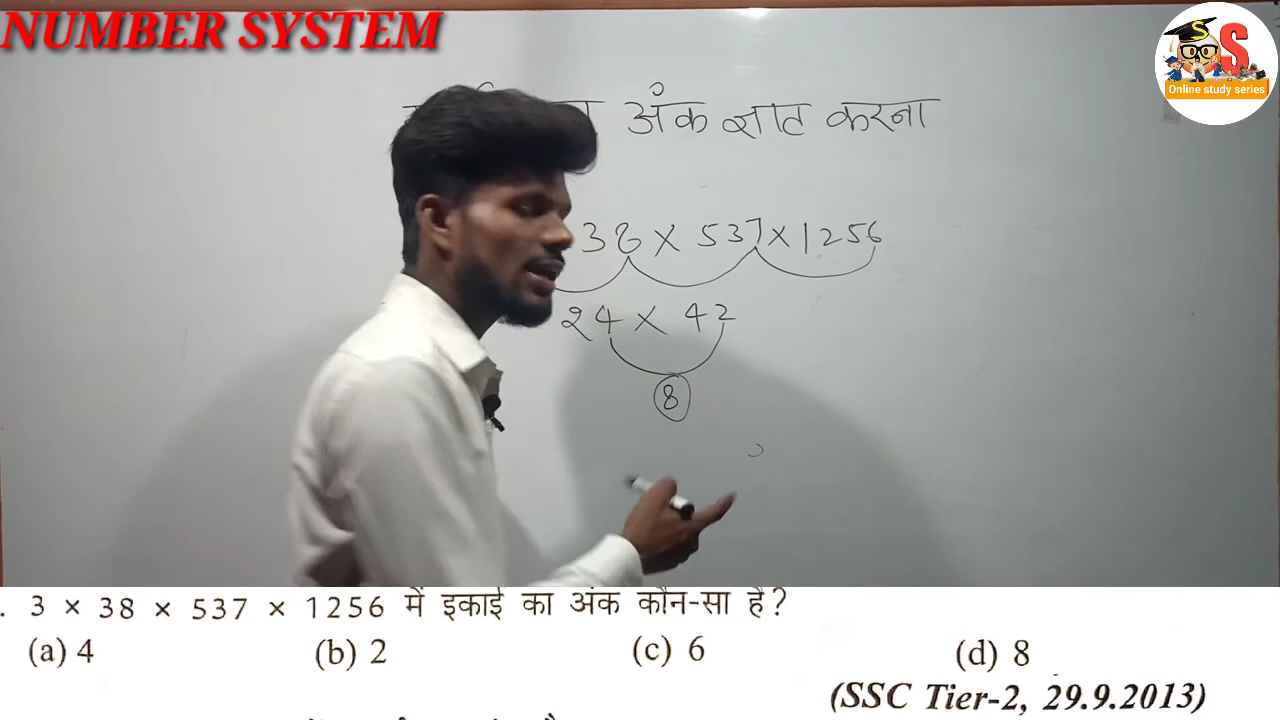 NUMBER SYSTEM
S
S
Online study series
अंक ज्ञात करना
38 × 537 × 1256
24 × 42
8
. 3 × 38 × 537 × 1256 में इकाई का अंक कौन-सा है?
(a) 4 (b) 2 (c) 6 (d) 8
(SSC Tier-2, 29.9.2013)